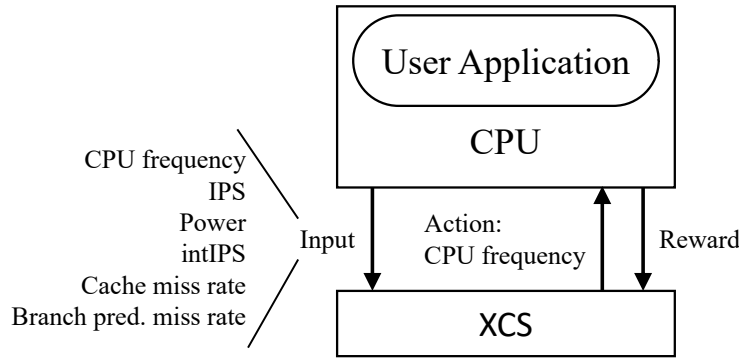 User Application
CPU
CPU frequency
IPS
Power
intIPS
Cache miss rate
Branch pred. miss rate
Input
Action:
CPU frequency
Reward
XCS